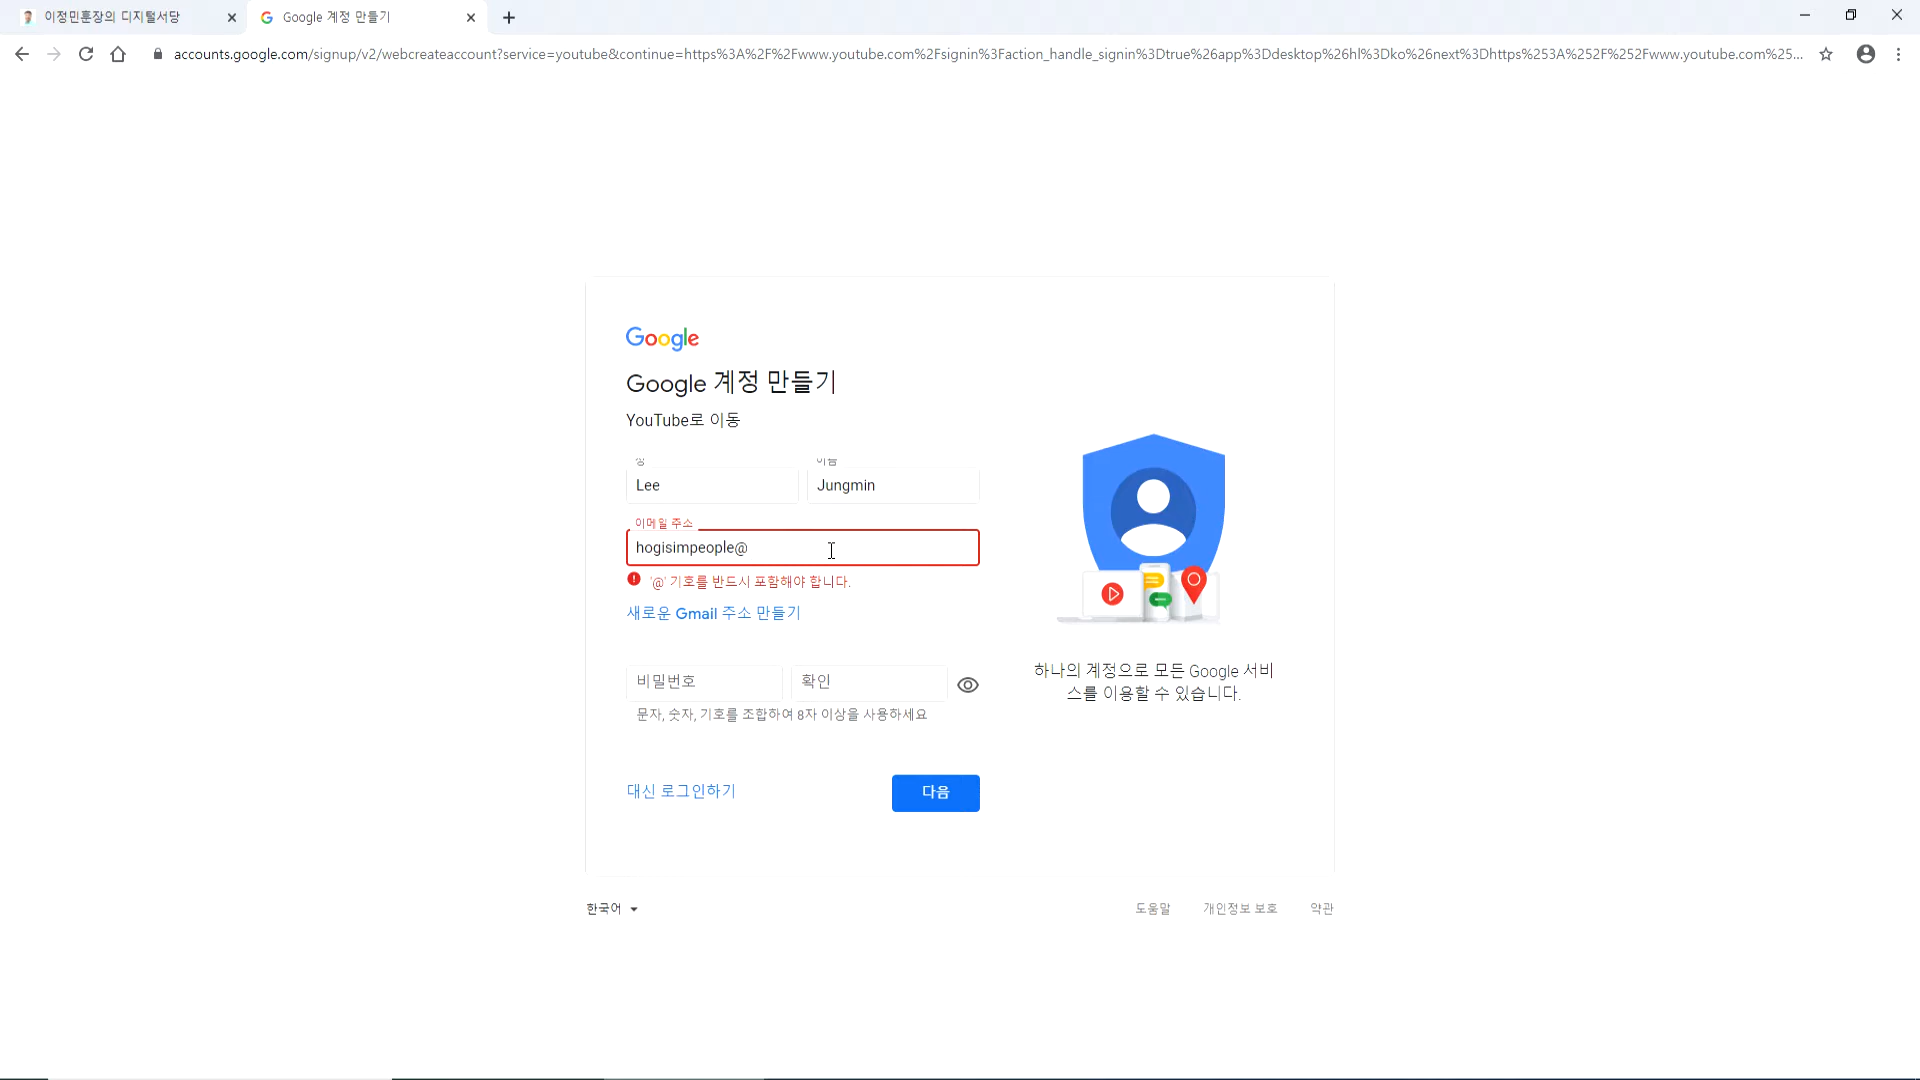 이정민훈장의 디지털서당
Google 계정 만들기
accounts.google.com/signup/v2/webcreateaccount?service=youtube&continue=https%3A%2F%2Fwww.youtube.com%2Fsignin%3Faction_handle_signin%3Dtrue%26app%3Ddesktop%26hl%3Dko%26next%3Dhttps%253A%252F%252Fwww.youtube.com%25...
Google
Google 계정 만들기
YouTube로 이동
성 이름
Lee Jungmin
이메일 주소
hogisimpeople@
'@' 기호를 반드시 포함해야 합니다.
새로운 Gmail 주소 만들기
비밀번호 확인
문자, 숫자, 기호를 조합하여 8자 이상을 사용하세요
대신 로그인하기 다음
하나의 계정으로 모든 Google 서비
스를 이용할 수 있습니다.
한국어 도움말 개인정보 보호 약관